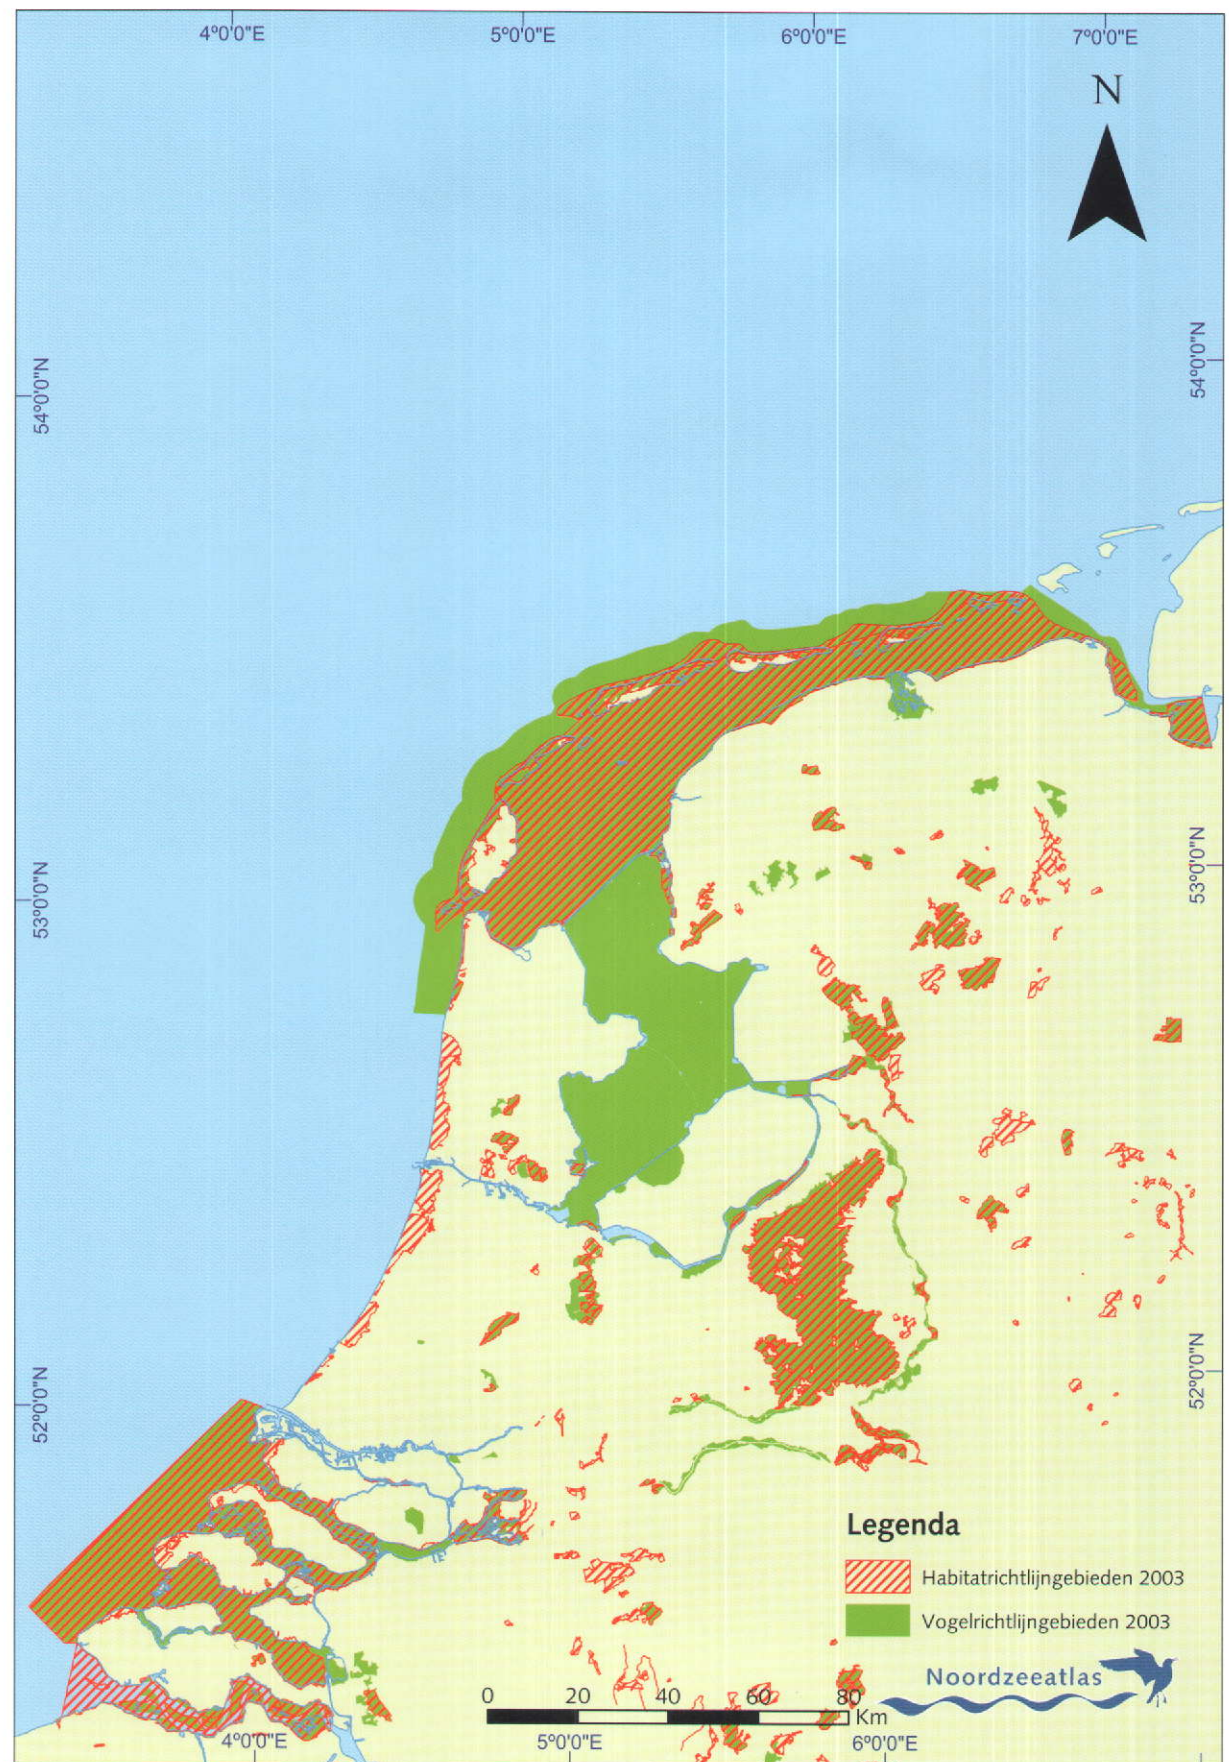 4°0'0"E 5°0'0"E 6°0'0"E 7°0'0"E
N
54°0'0"N
54°0'0"N
53°0'0"N
53°0'0"N
52°0'0"N
52°0'0"N
Legenda
Habitatrichtlijngebieden 2003
Vogelrichtlijngebieden 2003
Noordzeeatlas
0 20 40 60 80
Km
4°0'0"E 5°0'0"E 6°0'0"E